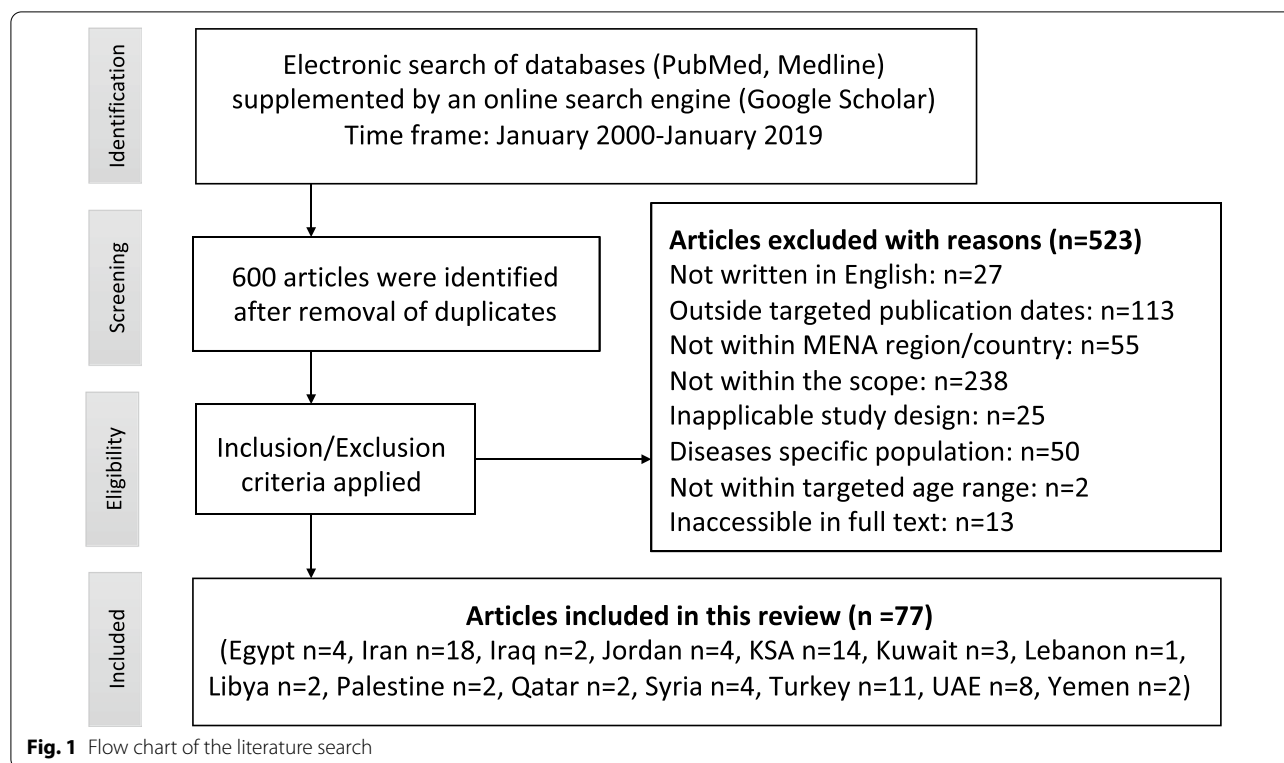 Identification
Electronic search of databases (PubMed, Medline)
supplemented by an online search engine (Google Scholar)
Time frame: January 2000-January 2019
Screening
600 articles were identified
after removal of duplicates
Articles excluded with reasons (n=523)
Not written in English: n=27
Outside targeted publication dates: n=113
Not within MENA region/country: n=55
Not within the scope: n=238
Inapplicable study design: n=25
Diseases specific population: n=50
Not within targeted age range: n=2
Inaccessible in full text: n=13
Eligibility
Inclusion/Exclusion
criteria applied
Included
Articles included in this review (n =77)
(Egypt n=4, Iran n=18, Iraq n=2, Jordan n=4, KSA n=14, Kuwait n=3, Lebanon n=1,
Libya n=2, Palestine n=2, Qatar n=2, Syria n=4, Turkey n=11, UAE n=8, Yemen n=2)
Fig. 1 Flow chart of the literature search